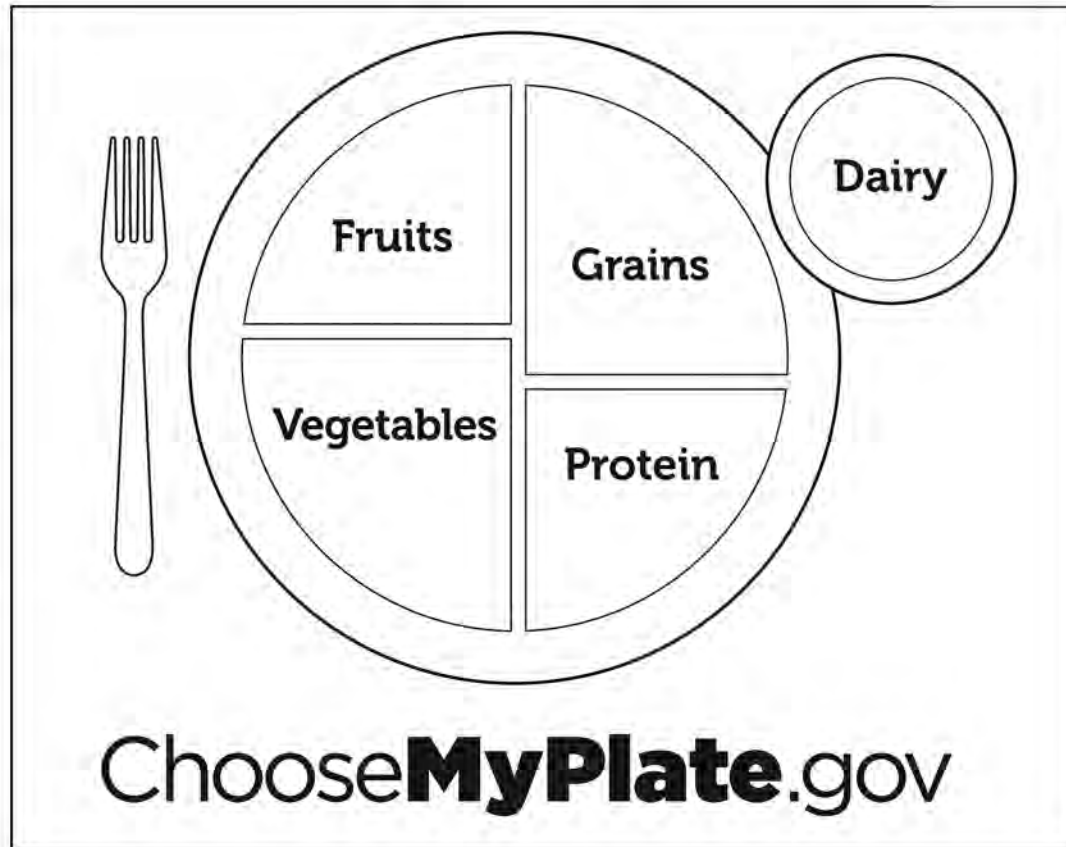 Fruits
Grains
Dairy
Vegetables
Protein
ChooseMyPlate.gov